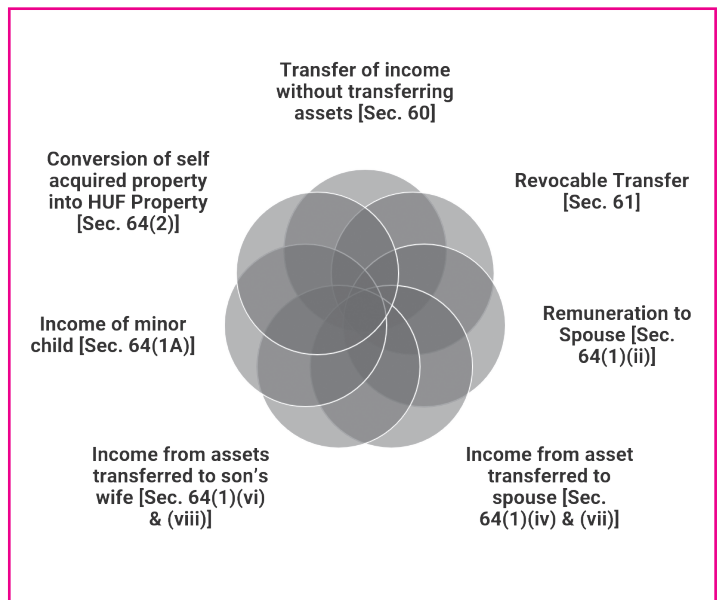 Transfer of income
without transferring
assets [Sec. 60]
Conversion of self
acquired property
into HUF Property
[Sec. 64(2)]
Revocable Transfer
[Sec. 61]
Income of minor
child [Sec. 64(1A)]
Remuneration to
Spouse [Sec.
64(1)(ii)]
Income from assets
transferred to son’s
wife [Sec. 64(1)(vi)
& (viii)]
Income from asset
transferred to
spouse [Sec.
64(1)(iv) & (vii)]